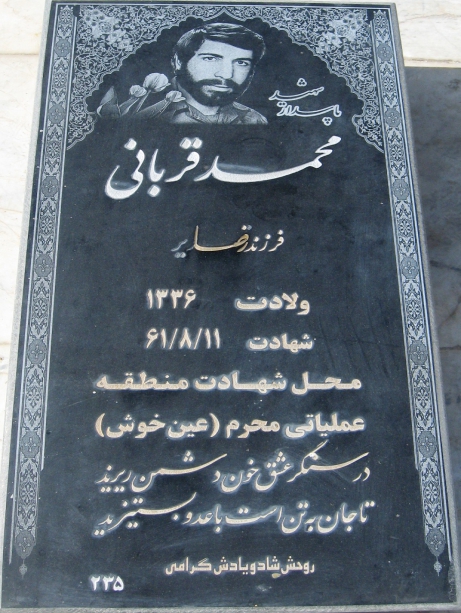 پاسدار شهید
محمد قربانی
فرزند
ولادت ۱۳۳۶
شهادت ۶۱/۸/۱۱
محل شهادت منطقه
عملیاتی محرم (عین خوش)
در سنگر عشق خون دشمن ریزید
تا جان به تن است با عدو بستیزید
روحش شاد و یادش گرامی
۲۳۵